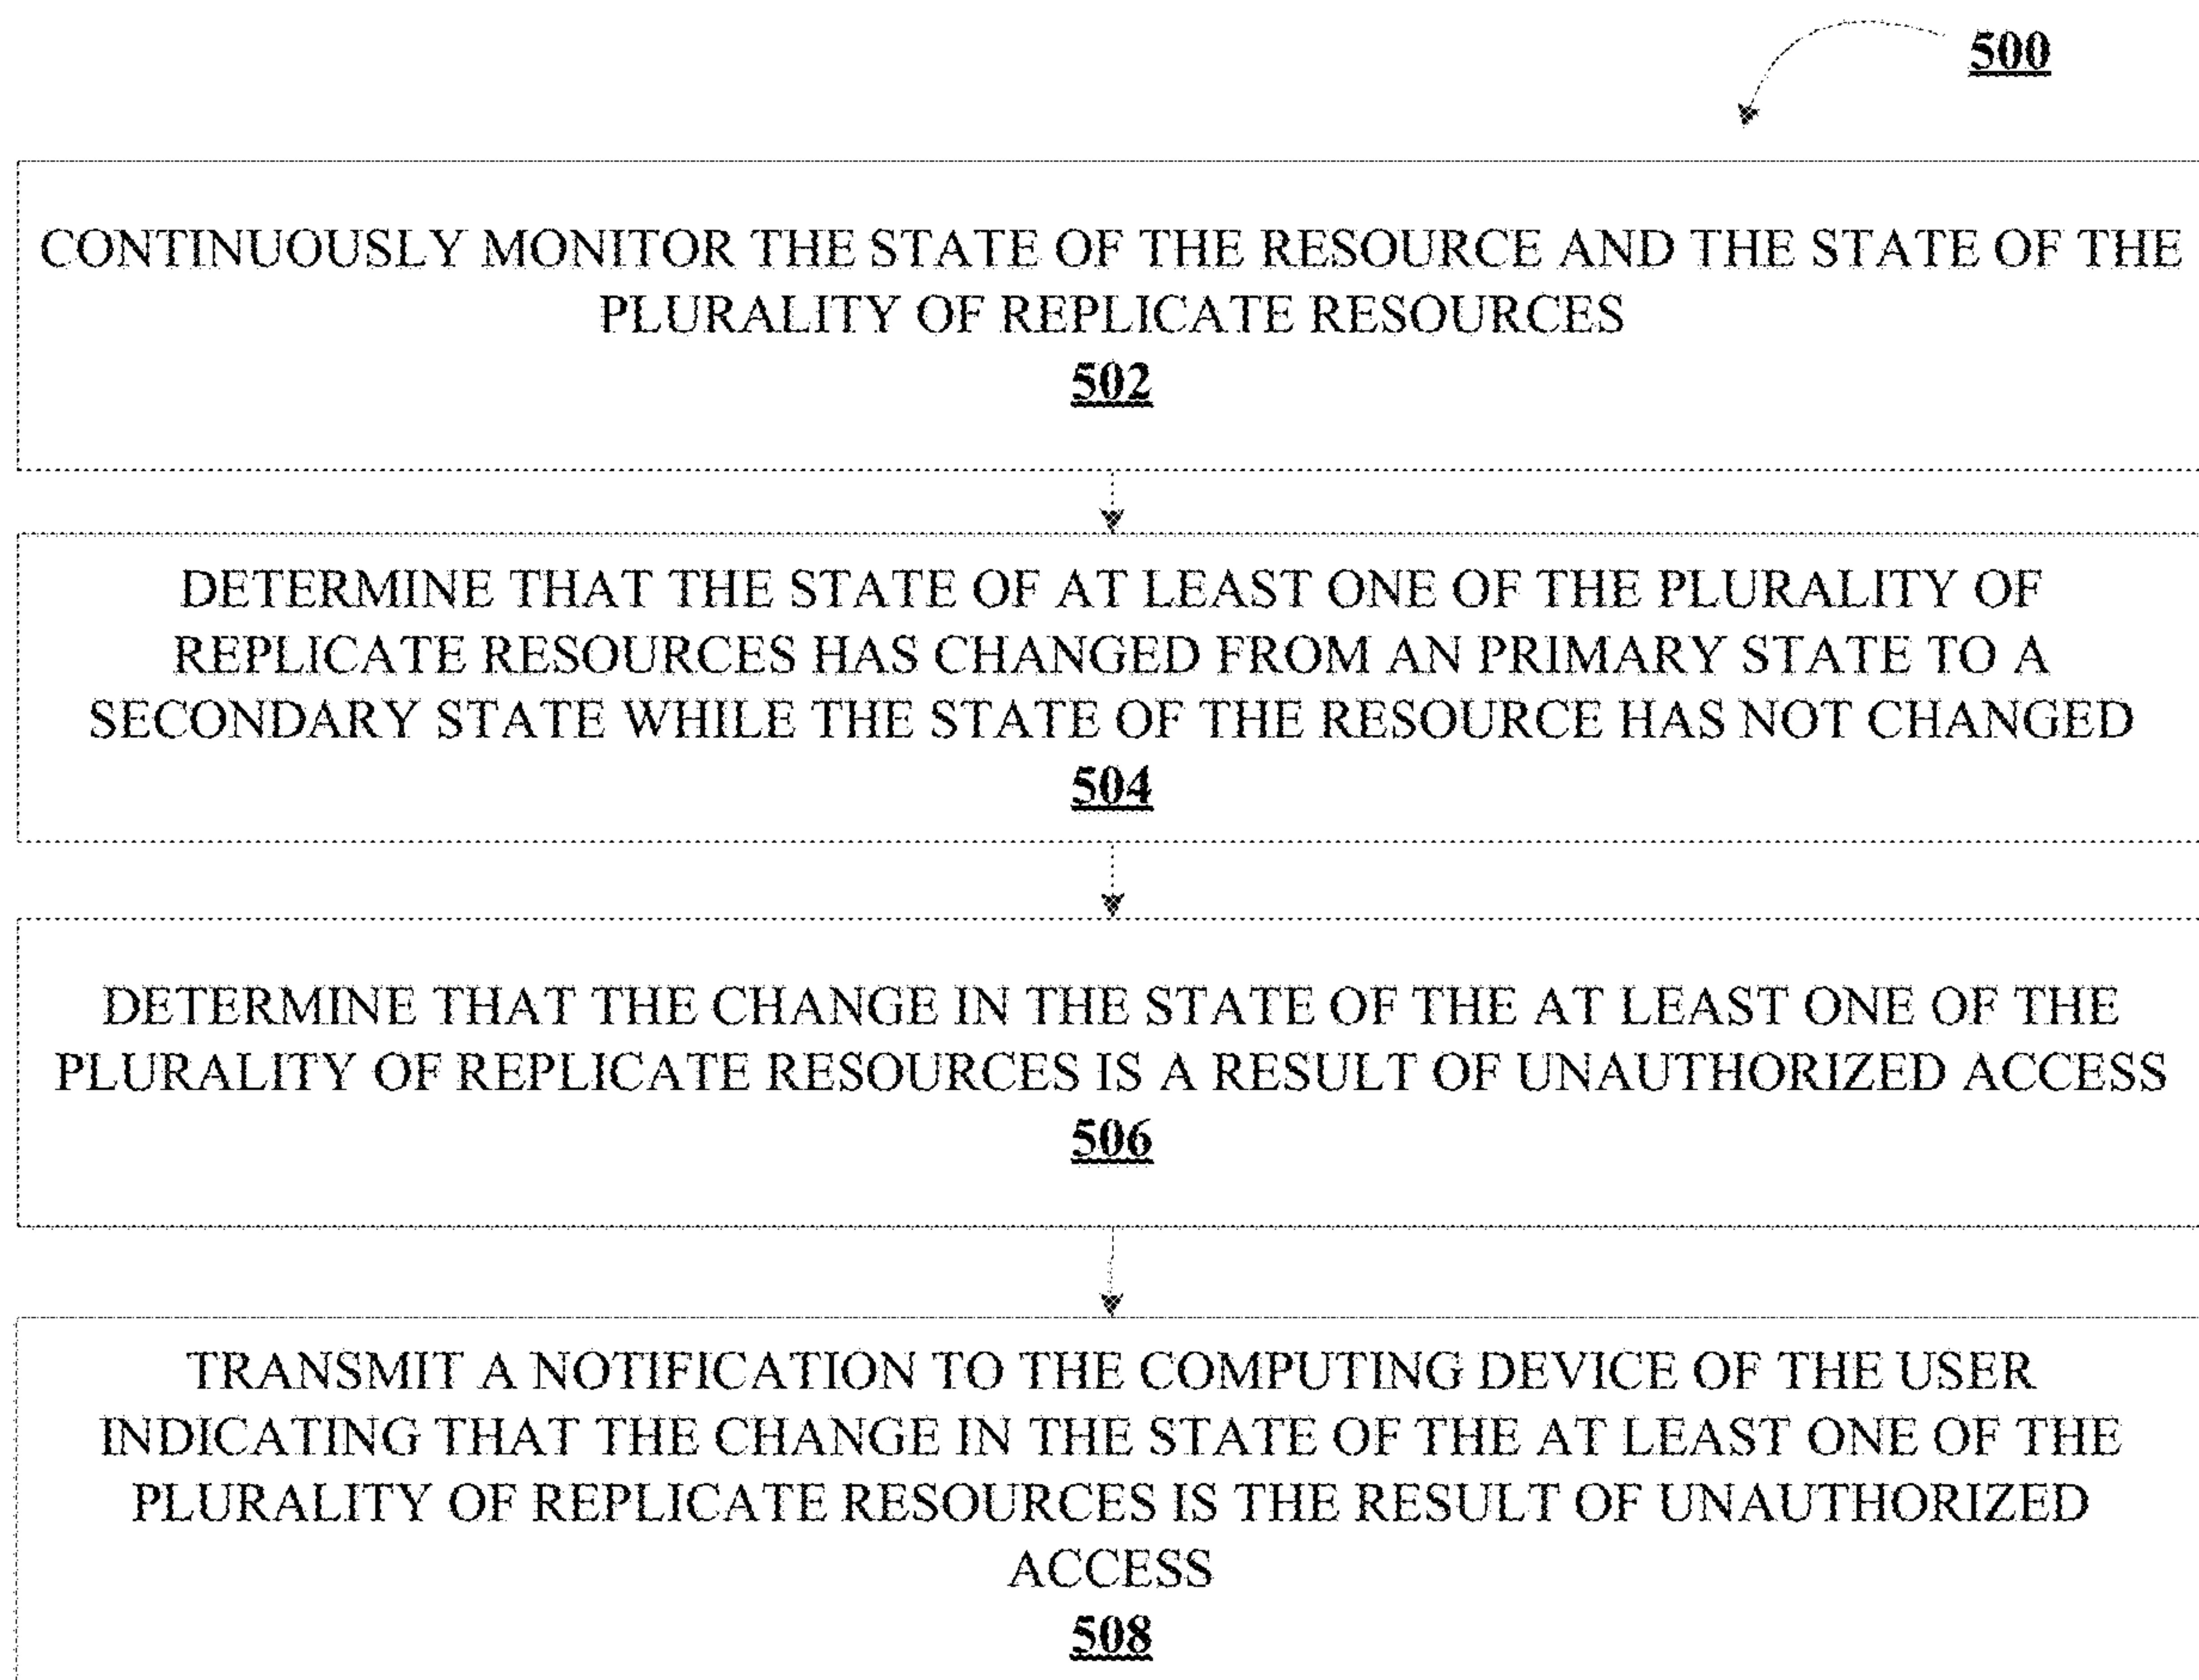 500
CONTINUOUSLY MONITOR THE STATE OF THE RESOURCE AND THE STATE OF THE
PLURALITY OF REPLICATE RESOURCES
502
DETERMINE THAT THE STATE OF AT LEAST ONE OF THE PLURALITY OF
REPLICATE RESOURCES HAS CHANGED FROM AN PRIMARY STATE TO A
SECONDARY STATE WHILE THE STATE OF THE RESOURCE HAS NOT CHANGED
504
DETERMINE THAT THE CHANGE IN THE STATE OF THE AT LEAST ONE OF THE
PLURALITY OF REPLICATE RESOURCES IS A RESULT OF UNAUTHORIZED ACCESS
506
TRANSMIT A NOTIFICATION TO THE COMPUTING DEVICE OF THE USER
INDICATING THAT THE CHANGE IN THE STATE OF THE AT LEAST ONE OF THE
PLURALITY OF REPLICATE RESOURCES IS THE RESULT OF UNAUTHORIZED
ACCESS
508